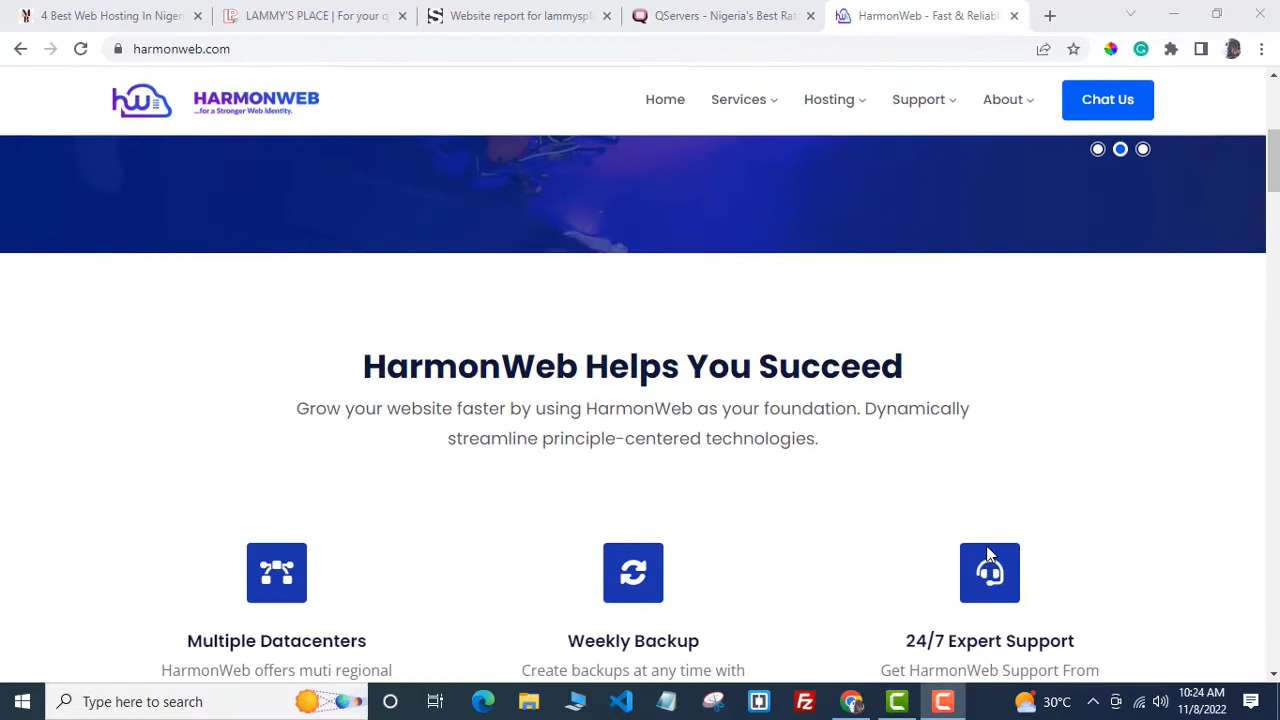 4 Best Web Hosting In Niger
LAMMY'S PLACE | For your q
Website report for lammyspl
QServers - Nigeria's Best Rat
HarmonWeb - Fast & Reliabl
harmonweb.com
HARMONWEB
...for a Stronger Web Identity.
Home
Services
Hosting
Support
About
Chat Us
HarmonWeb Helps You Succeed
Grow your website faster by using HarmonWeb as your foundation. Dynamically
streamline principle-centered technologies.
Multiple Datacenters
Weekly Backup
24/7 Expert Support
HarmonWeb offers muti regional
Create backups at any time with
Get HarmonWeb Support From
Type here to search
30°C
10:24 AM
11/8/2022